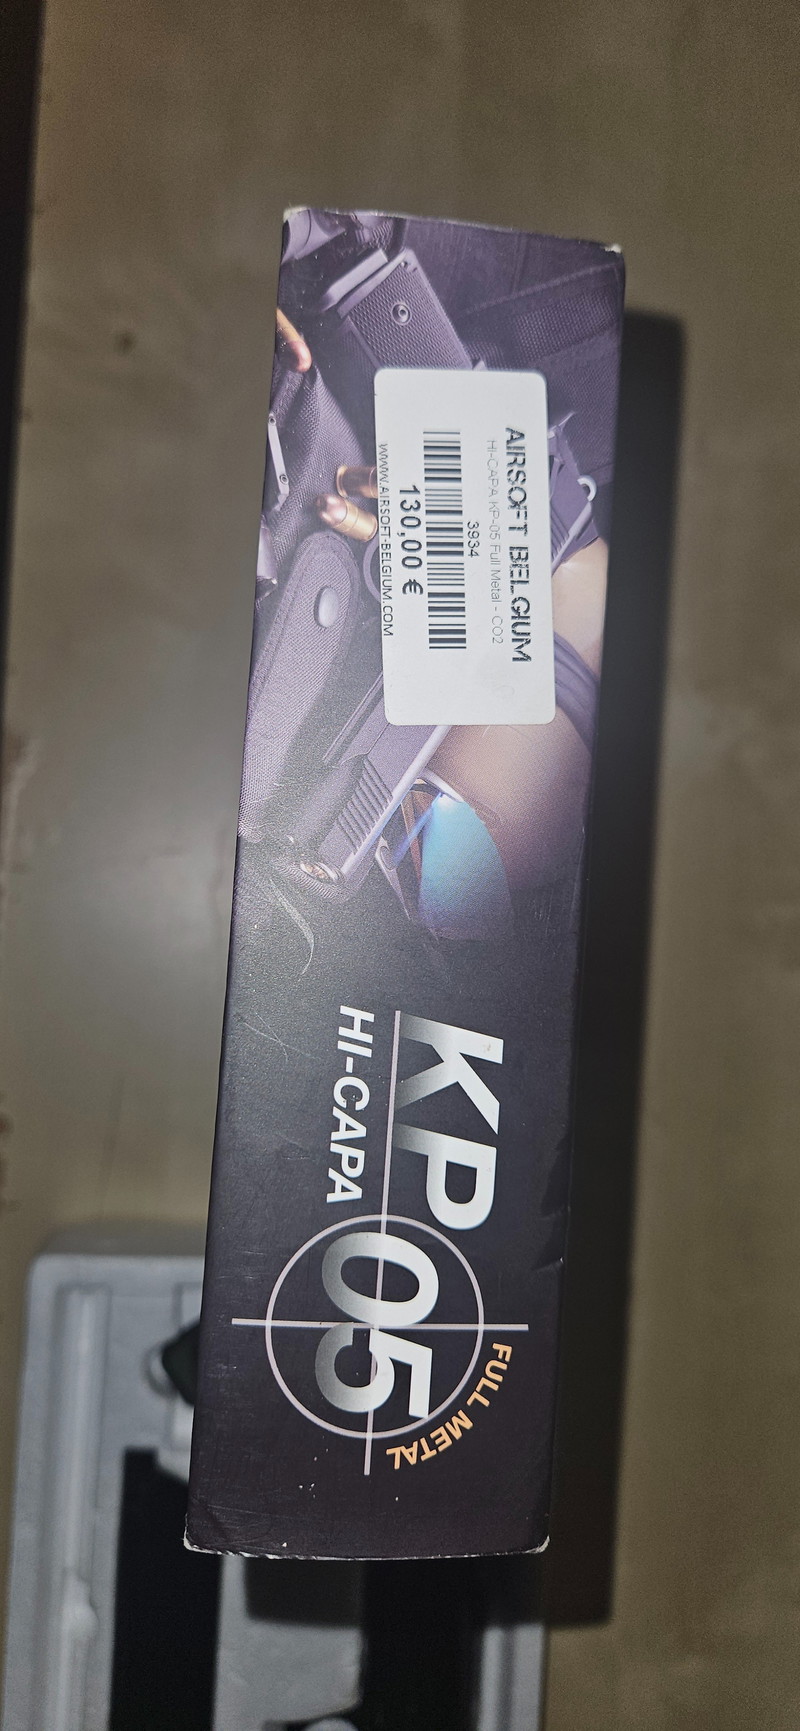 AIRSOFT BELGIUM
HI-CAPA KP-05 Full Metal - CO2
3934
130,00 €
WWW.AIRSOFT-BELGIUM.COM
KP
05
HI-CAPA
FULL METAL